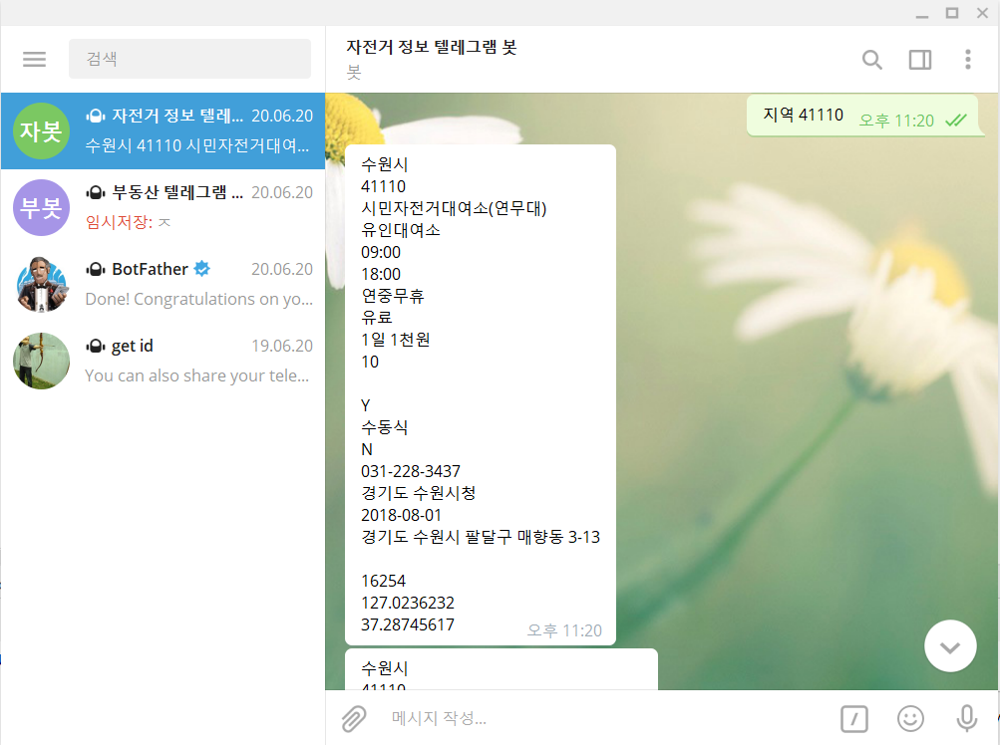 검색
자봇
자전거 정보 텔레... 20.06.20
수원시 41110 시민자전거대여...
부봇
부동산 텔레그램 ... 20.06.20
임시저장: ㅈ
BotFather 20.06.20
Done! Congratulations on yo...
get id 19.06.20
You can also share your tele...
자전거 정보 텔레그램 봇
봇
지역 41110 오후 11:20
수원시
41110
시민자전거대여소(연무대)
유인대여소
09:00
18:00
연중무휴
유료
1일 1천원
10
Y
수동식
N
031-228-3437
경기도 수원시청
2018-08-01
경기도 수원시 팔달구 매향동 3-13
16254
127.0236232
37.28745617
오후 11:20
수원시
41110
메시지 작성...